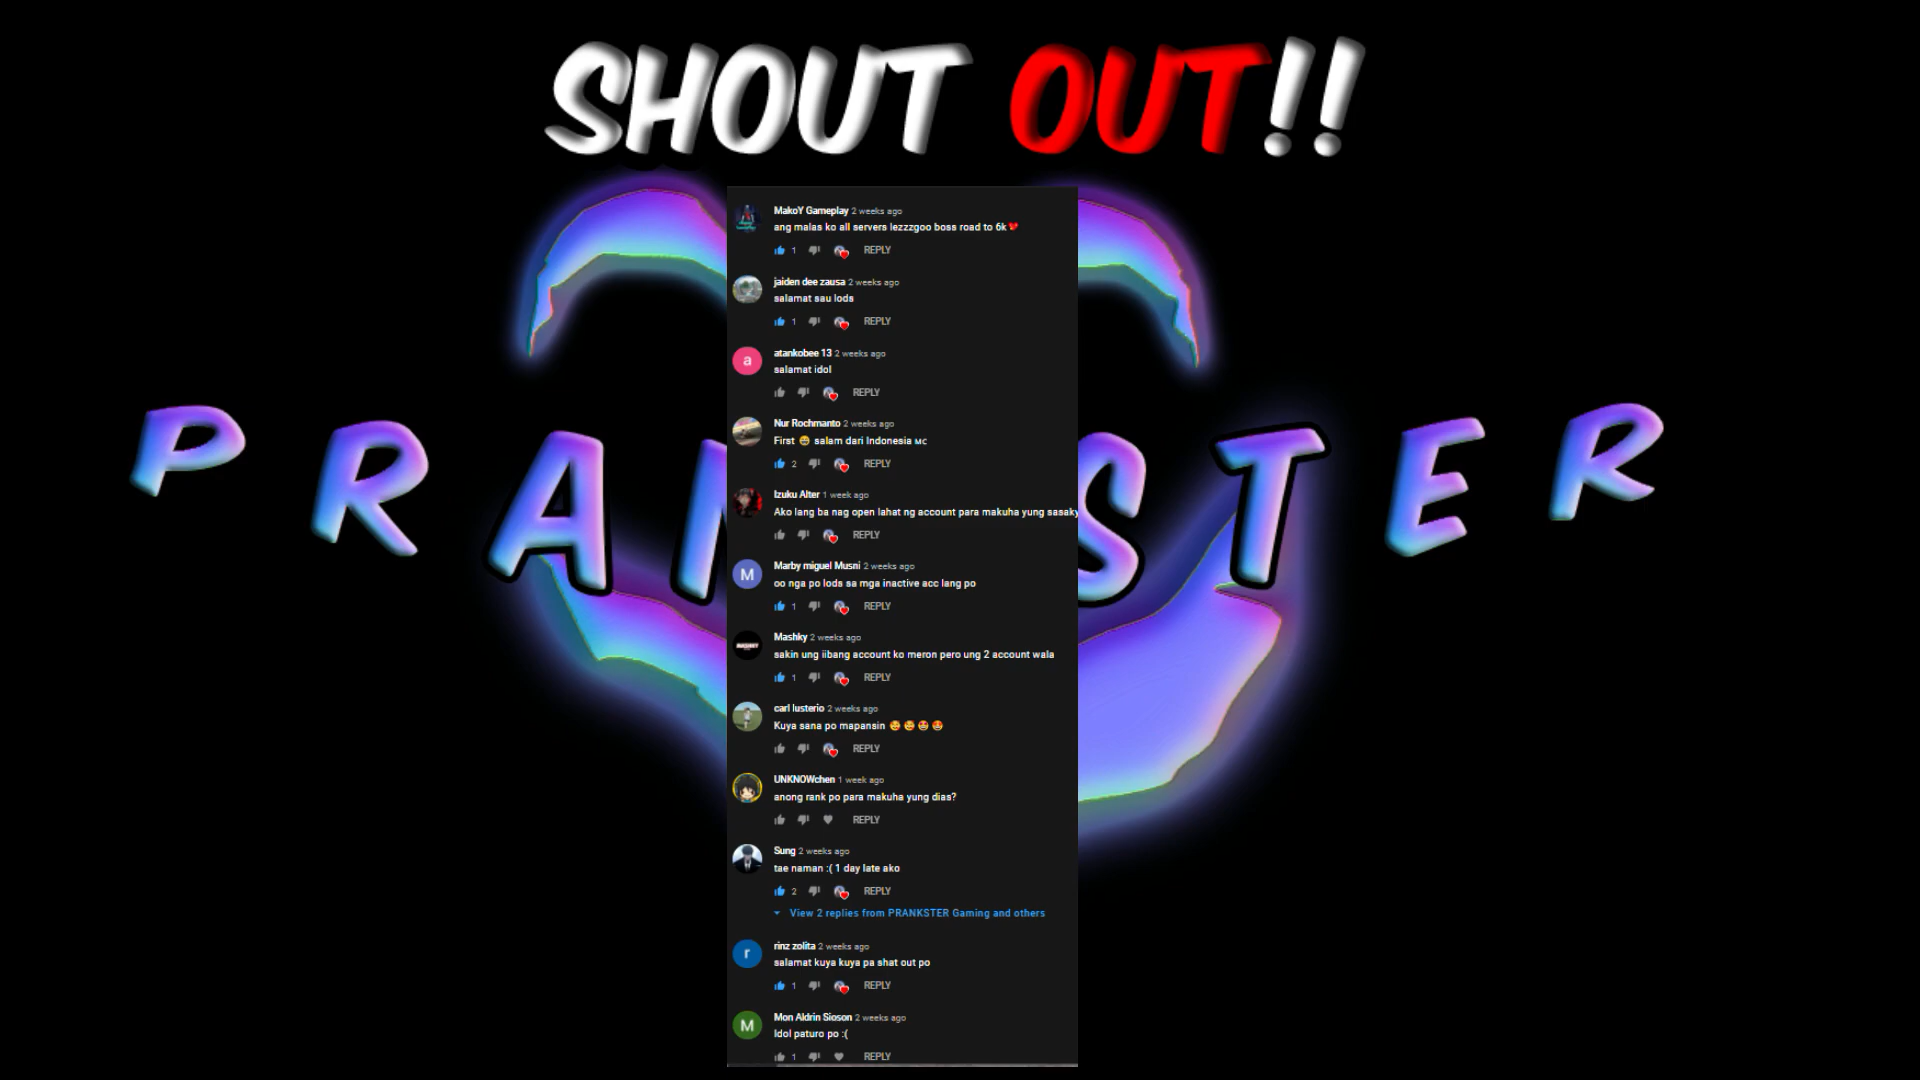 SHOUT OUT!!
PRANKSTER
MakoY Gameplay 2 weeks ago
ang malas ko all servers lezzzgoo boss road to 6k
1 REPLY
jaiden dee zausa 2 weeks ago
salamat sau lods
1 REPLY
a
atankobee 13 2 weeks ago
salamat idol
REPLY
Nur Rochmanto 2 weeks ago
First 😁 salam dari Indonesia мc
2 REPLY
Izuku Alter 1 week ago
Ako lang ba nag open lahat ng account para makuha yung sasaky
REPLY
M
Marby miguel Musni 2 weeks ago
oo nga po lods sa mga inactive acc lang po
1 REPLY
Mashky 2 weeks ago
sakin ung iibang account ko meron pero ung 2 account wala
1 REPLY
carl lusterio 2 weeks ago
Kuya sana po mapansin 🥰🥰😍😍
REPLY
UNKNOWchen 1 week ago
anong rank po para makuha yung dias?
REPLY
Sung 2 weeks ago
tae naman :( 1 day late ako
2 REPLY
View 2 replies from PRANKSTER Gaming and others
r
rinz zolita 2 weeks ago
salamat kuya kuya pa shat out po
1 REPLY
M
Mon Aldrin Sioson 2 weeks ago
Idol paturo po :(
1 REPLY